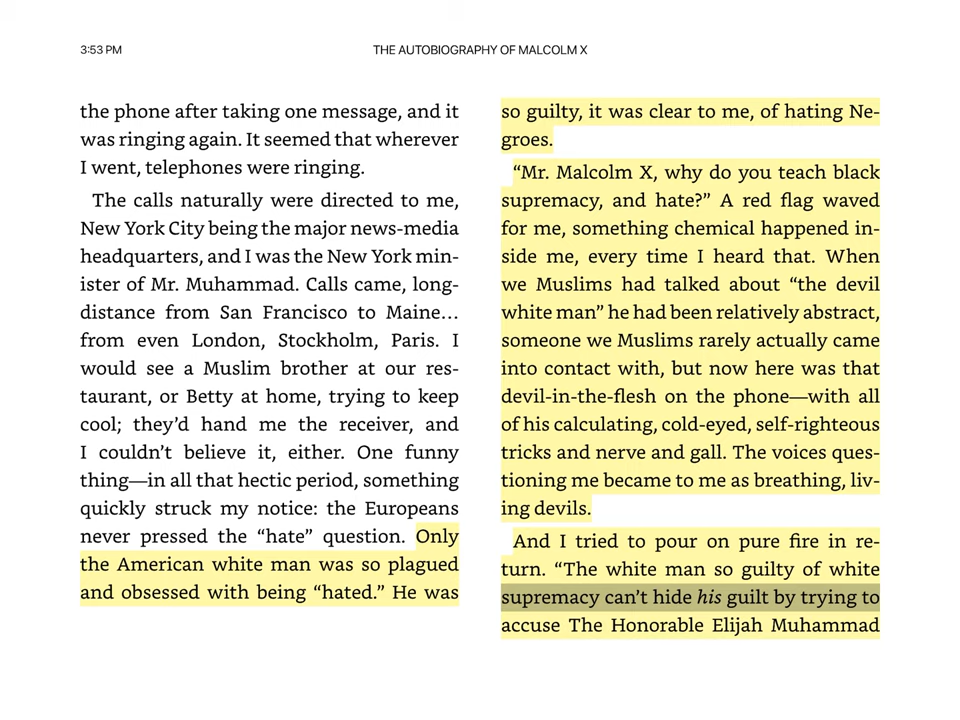 3:53 PM
THE AUTOBIOGRAPHY OF MALCOLM X
the phone after taking one message, and it
was ringing again. It seemed that wherever
I went, telephones were ringing.
The calls naturally were directed to me,
New York City being the major news-media
headquarters, and I was the New York min-
ister of Mr. Muhammad. Calls came, long-
distance from San Francisco to Maine…
from even London, Stockholm, Paris. I
would see a Muslim brother at our res-
taurant, or Betty at home, trying to keep
cool; they’d hand me the receiver, and
I couldn’t believe it, either. One funny
thing—in all that hectic period, something
quickly struck my notice: the Europeans
never pressed the “hate” question. Only
the American white man was so plagued
and obsessed with being “hated.” He was
so guilty, it was clear to me, of hating Ne-
groes.
“Mr. Malcolm X, why do you teach black
supremacy, and hate?” A red flag waved
for me, something chemical happened in-
side me, every time I heard that. When
we Muslims had talked about “the devil
white man” he had been relatively abstract,
someone we Muslims rarely actually came
into contact with, but now here was that
devil-in-the-flesh on the phone—with all
of his calculating, cold-eyed, self-righteous
tricks and nerve and gall. The voices ques-
tioning me became to me as breathing, liv-
ing devils.
And I tried to pour on pure fire in re-
turn. “The white man so guilty of white
supremacy can’t hide his guilt by trying to
accuse The Honorable Elijah Muhammad